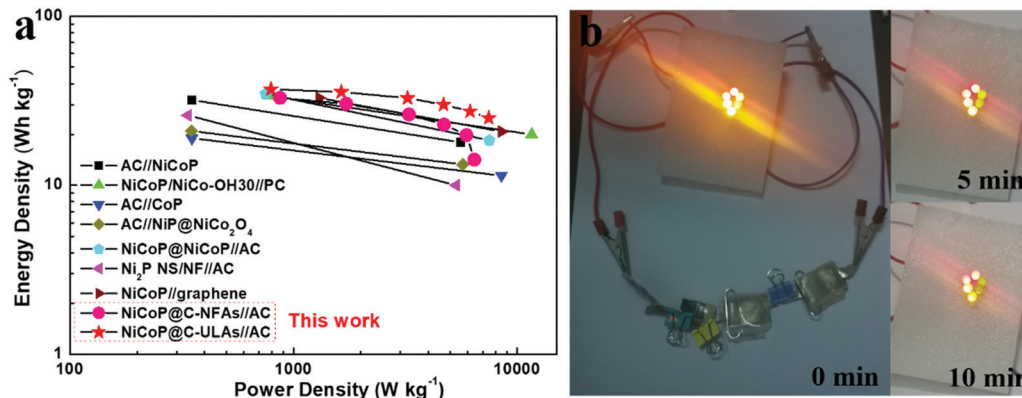 a
Energy Density (Wh kg⁻¹)
100
10
1
AC//NiCoP
NiCoP/NiCo-OH30//PC
AC//CoP
AC//NiP@NiCo₂O₄
NiCoP@NiCoP//AC
Ni₂P NS/NF//AC
NiCoP//graphene
NiCoP@C-NFAs//AC
NiCoP@C-ULAs//AC
This work
100
1000
10000
Power Density (W kg⁻¹)
b
0 min
5 min
10 min